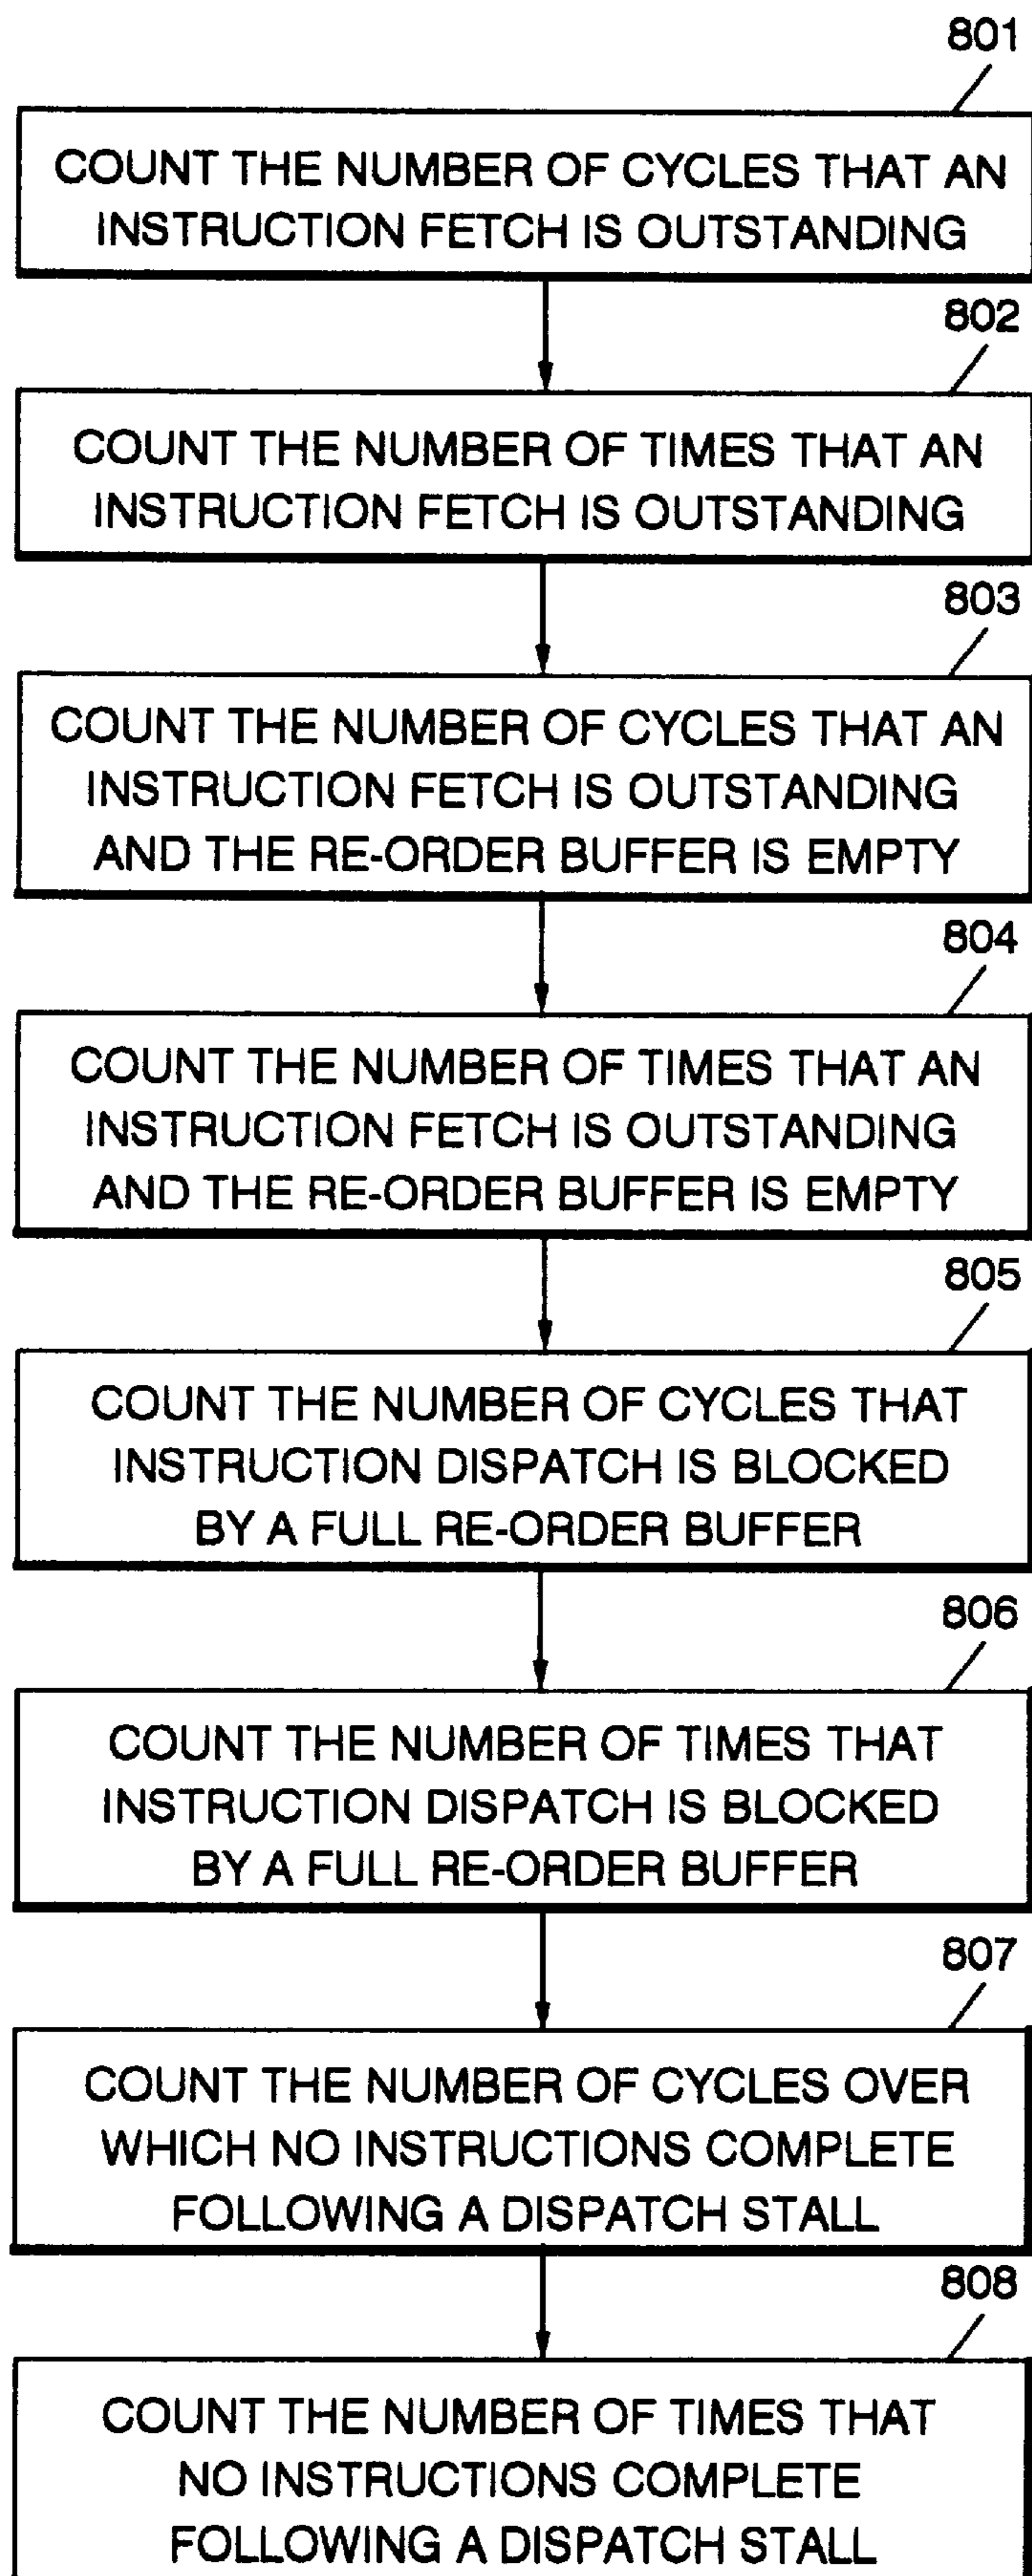 801
COUNT THE NUMBER OF CYCLES THAT AN
INSTRUCTION FETCH IS OUTSTANDING
802
COUNT THE NUMBER OF TIMES THAT AN
INSTRUCTION FETCH IS OUTSTANDING
803
COUNT THE NUMBER OF CYCLES THAT AN
INSTRUCTION FETCH IS OUTSTANDING
AND THE RE-ORDER BUFFER IS EMPTY
804
COUNT THE NUMBER OF TIMES THAT AN
INSTRUCTION FETCH IS OUTSTANDING
AND THE RE-ORDER BUFFER IS EMPTY
805
COUNT THE NUMBER OF CYCLES THAT
INSTRUCTION DISPATCH IS BLOCKED
BY A FULL RE-ORDER BUFFER
806
COUNT THE NUMBER OF TIMES THAT
INSTRUCTION DISPATCH IS BLOCKED
BY A FULL RE-ORDER BUFFER
807
COUNT THE NUMBER OF CYCLES OVER
WHICH NO INSTRUCTIONS COMPLETE
FOLLOWING A DISPATCH STALL
808
COUNT THE NUMBER OF TIMES THAT
NO INSTRUCTIONS COMPLETE
FOLLOWING A DISPATCH STALL